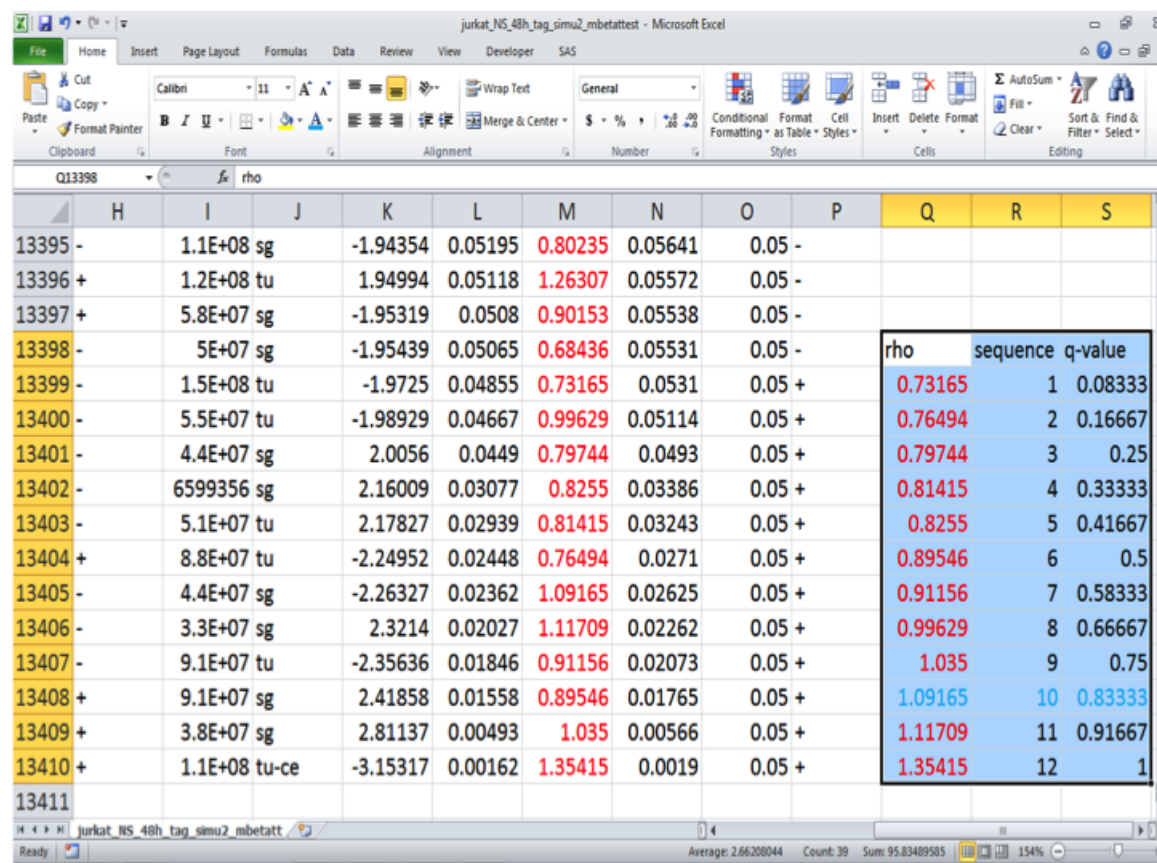 jurkat_NS_48h_tag_simu2_mbetattest - Microsoft Excel
File Home Insert Page Layout Formulas Data Review View Developer SAS
Cut
Copy
Format Painter
Paste
Calibri 11
B I U
Wrap Text
Merge & Center
General
$ % ,
Conditional Formatting
Format as Table
Cell Styles
Insert Delete Format
Σ AutoSum
Fill
Clear
Sort & Filter
Find & Select
Clipboard Font Alignment Number Styles Cells Editing
Q13398 fx rho
H I J K L M N O P Q R S
13395 - 1.1E+08 sg -1.94354 0.05195 0.80235 0.05641 0.05 -
13396 + 1.2E+08 tu 1.94994 0.05118 1.26307 0.05572 0.05 -
13397 + 5.8E+07 sg -1.95319 0.0508 0.90153 0.05538 0.05 -
13398 - 5E+07 sg -1.95439 0.05065 0.68436 0.05531 0.05 - rho sequence q-value
13399 - 1.5E+08 tu -1.9725 0.04855 0.73165 0.0531 0.05 + 0.73165 1 0.08333
13400 - 5.5E+07 tu -1.98929 0.04667 0.99629 0.05114 0.05 + 0.76494 2 0.16667
13401 - 4.4E+07 sg 2.0056 0.0449 0.79744 0.0493 0.05 + 0.79744 3 0.25
13402 - 6599356 sg 2.16009 0.03077 0.8255 0.03386 0.05 + 0.81415 4 0.33333
13403 - 5.1E+07 tu 2.17827 0.02939 0.81415 0.03243 0.05 + 0.8255 5 0.41667
13404 + 8.8E+07 tu -2.24952 0.02448 0.76494 0.0271 0.05 + 0.89546 6 0.5
13405 - 4.4E+07 sg -2.26327 0.02362 1.09165 0.02625 0.05 + 0.91156 7 0.58333
13406 - 3.3E+07 sg 2.3214 0.02027 1.11709 0.02262 0.05 + 0.99629 8 0.66667
13407 - 9.1E+07 tu -2.35636 0.01846 0.91156 0.02073 0.05 + 1.035 9 0.75
13408 + 9.1E+07 sg 2.41858 0.01558 0.89546 0.01765 0.05 + 1.09165 10 0.83333
13409 + 3.8E+07 sg 2.81137 0.00493 1.035 0.00566 0.05 + 1.11709 11 0.91667
13410 + 1.1E+08 tu-ce -3.15317 0.00162 1.35415 0.0019 0.05 + 1.35415 12 1
13411
jurkat_NS_48h_tag_simu2_mbetatt
Ready Average: 2.66208044 Count: 39 Sum: 95.83489585 154%